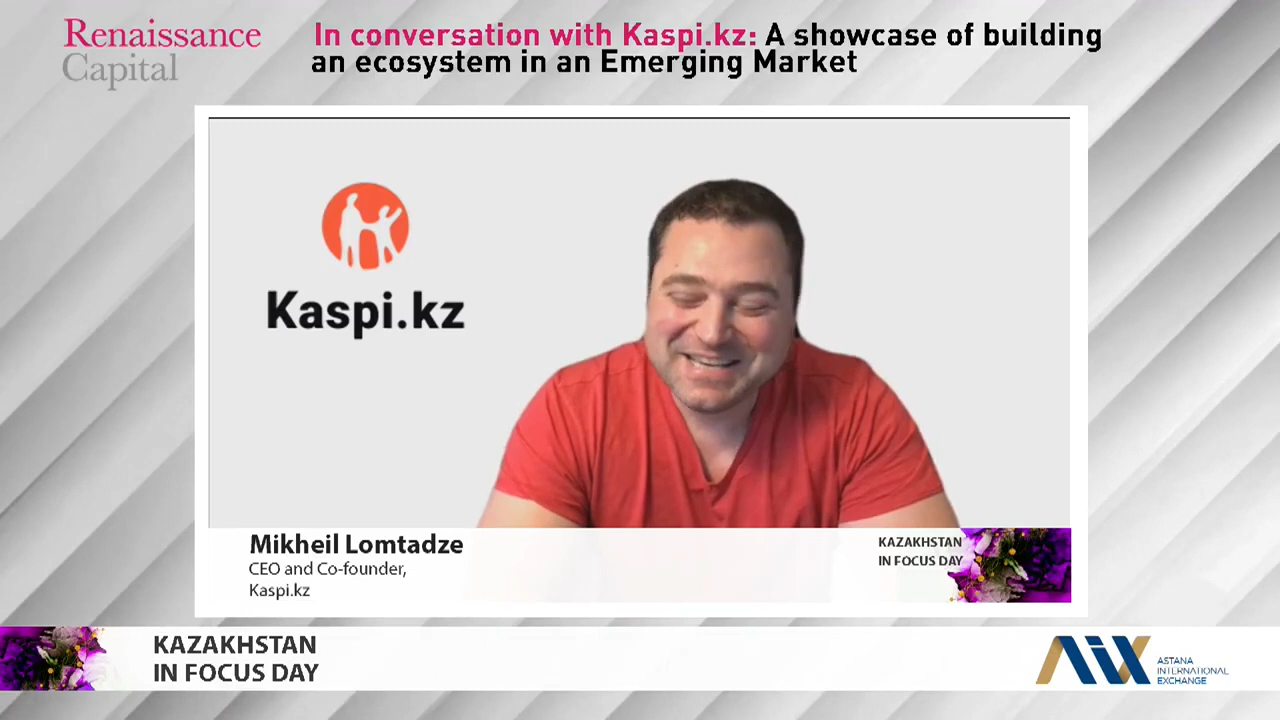 Renaissance
Capital
In conversation with Kaspi.kz: A showcase of building
an ecosystem in an Emerging Market
Kaspi.kz
Mikheil Lomtadze
CEO and Co-founder,
Kaspi.kz
KAZAKHSTAN
IN FOCUS DAY
KAZAKHSTAN
IN FOCUS DAY
AIX
ASTANA
INTERNATIONAL
EXCHANGE